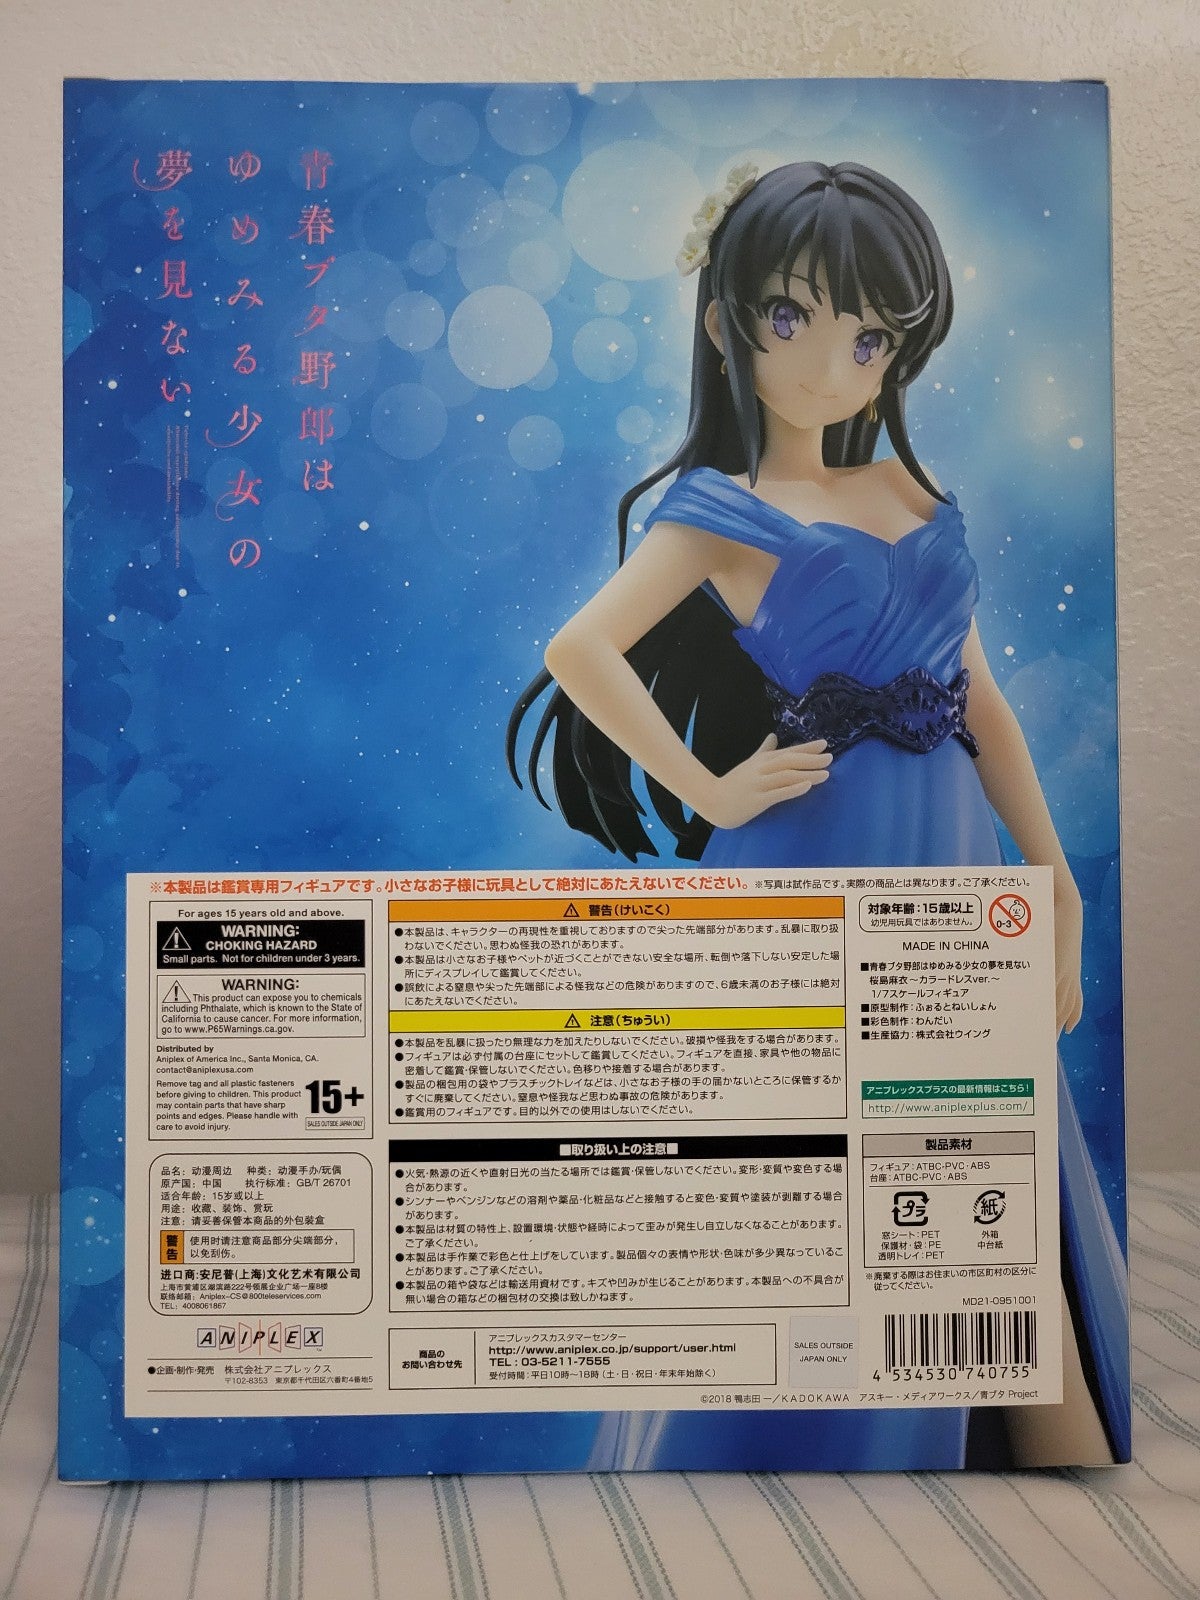 青春ブタ野郎は
ゆめみる少女の
夢を見ない
※本製品は鑑賞専用フィギュアです。小さなお子様に玩具として絶対にあたえないでください。 ※写真は試作品です。実際の商品とは異なります。ご了承ください。
For ages 15 years old and above.
WARNING:
CHOKING HAZARD
Small parts. Not for children under 3 years.
WARNING:
This product can expose you to chemicals
including Phthalate, which is known to the State of
California to cause cancer. For more information,
go to www.P65Warnings.ca.gov.
Distributed by
Aniplex of America Inc., Santa Monica, CA.
contact@aniplexusa.com
Remove tag and all plastic fasteners
before giving to children. This product
may contain parts that have sharp
points and edges. Please handle with
care to avoid injury.
15+
SALES OUTSIDE JAPAN ONLY
品名：动漫周边 种类：动漫手办/玩偶
原产国：中国 执行标准：GB/T 26701
适合年龄：15岁或以上
用途：收藏、装饰、赏玩
注意：请妥善保管本商品的外包装盒
警告
使用时请注意商品部分尖端部分，
以免刮伤。
进口商：安尼普(上海)文化艺术有限公司
上海市黄浦区湖滨路222号领展企业广场一座8楼
联络邮箱：Aniplex-CS@800teleservices.com
TEL：4008061867
ANIPLEX
●企画・制作・発売 株式会社アニプレックス
〒102-8353 東京都千代田区六番町4番地5
警告(けいこく)
●本製品は、キャラクターの再現性を重視しておりますので尖った先端部分があります。乱暴に取り扱
わないでください。思わぬ怪我の恐れがあります。
●本製品は小さなお子様やペットが近づくことができない安全な場所、転倒や落下しない安定した場
所にディスプレイして鑑賞してください。
●誤飲による窒息や尖った先端部による怪我などの危険がありますので、6歳未満のお子様には絶対
にあたえないでください。
注意(ちゅうい)
●本製品を乱暴に扱ったり無理な力を加えたりしないでください。破損や怪我をする場合があります。
●フィギュアは必ず付属の台座にセットして鑑賞してください。フィギュアを直接、家具や他の物品に
密着して鑑賞・保管しないでください。色移りや接着する場合があります。
●製品の梱包用の袋やプラスチックトレイなどは、小さなお子様の手の届かないところに保管するか
すぐに廃棄してください。窒息や怪我など思わぬ事故の危険があります。
●鑑賞用のフィギュアです。目的以外での使用はしないでください。
■取り扱い上の注意■
●火気・熱源の近くや直射日光の当たる場所では鑑賞・保管しないでください。変形・変質や変色する場
合があります。
●シンナーやベンジンなどの溶剤や薬品・化粧品などと接触すると変色・変質や塗装が剥離する場合
があります。
●本製品は材質の特性上、設置環境・状態や経時によって歪みが発生し自立しなくなることがあります。
ご了承ください。
●本製品は手作業で彩色と仕上げをしています。製品個々の表情や形状・色味が多少異なっているこ
とがあります。ご了承ください。
●本製品の箱や袋などは輸送用資材です。キズや凹みが生じることがあります。本製品への不具合が
無い場合の箱などの梱包材の交換は致しかねます。
商品の
お問い合わせ先
アニプレックスカスタマーセンター
http://www.aniplex.co.jp/support/user.html
TEL：03-5211-7555
受付時間：平日10時～18時（土・日・祝日・年末年始除く）
対象年齢：15歳以上
幼児用玩具ではありません。
0-3
MADE IN CHINA
■青春ブタ野郎はゆめみる少女の夢を見ない
桜島麻衣～カラードレスver.～
1/7スケールフィギュア
■原型制作：ふぉるとねいしょん
■彩色制作：わんだい
■生産協力：株式会社ウイング
アニプレックスプラスの最新情報はこちら！
http://www.aniplexplus.com/
製品素材
フィギュア：ATBC-PVC・ABS
台座：ATBC-PVC・ABS
プラ
窓シート：PET
保護材・袋：PE
透明トレイ：PET
紙
外箱
中台紙
※廃棄する際はお住まいの市区町村の区分に
従ってください。
MD21-0951001
SALES OUTSIDE
JAPAN ONLY
4 534530 740755
©2018 鴨志田 一／KADOKAWA アスキー・メディアワークス／青ブタ Project